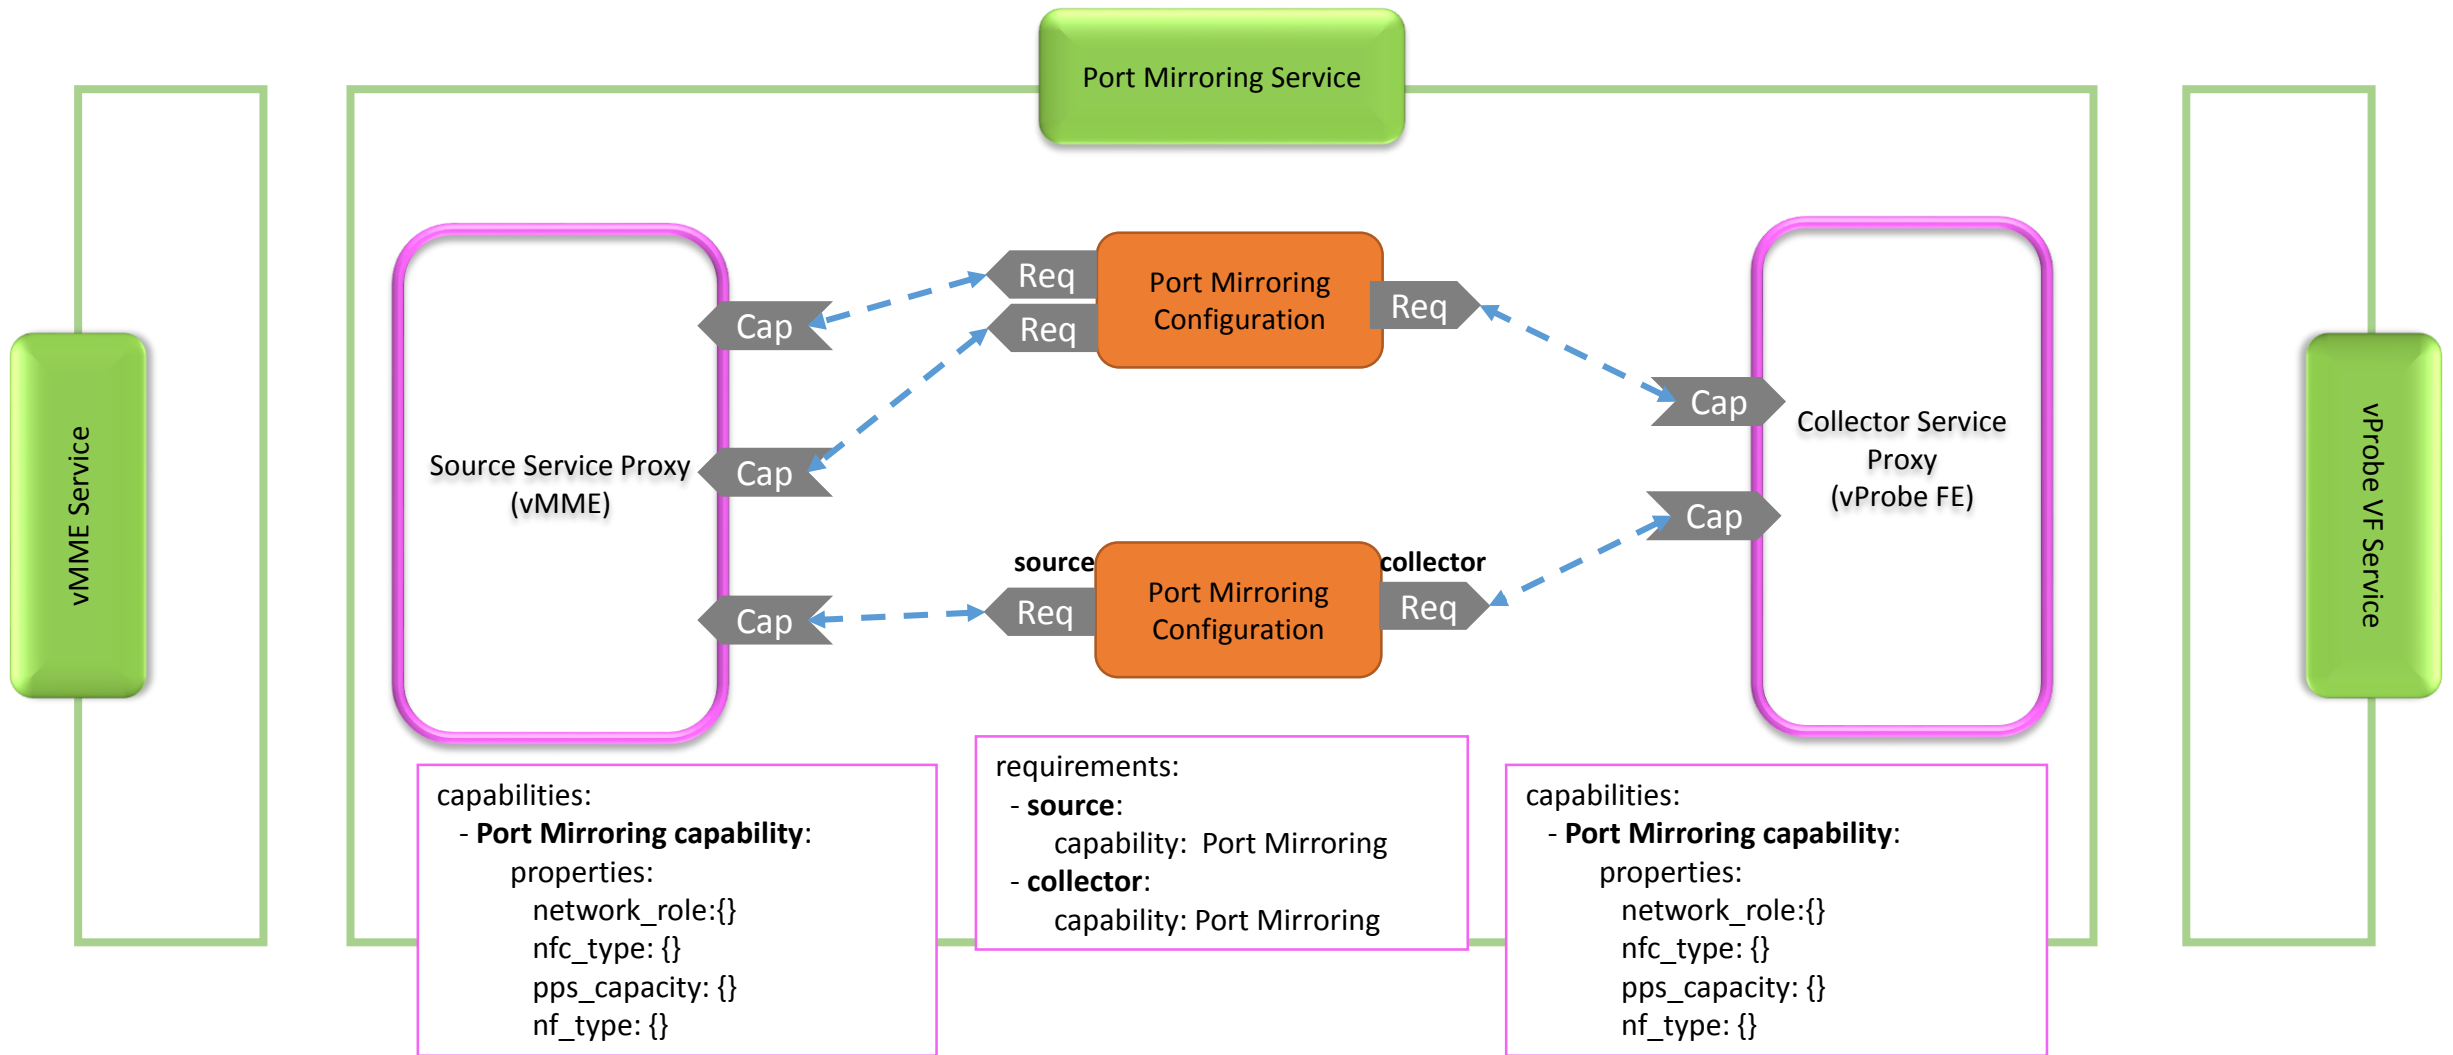 Port Mirroring Service
vMME Service
Source Service Proxy
(vMME)
Cap
Cap
Cap
Req
Req
Port Mirroring
Configuration
Req
source
collector
Req
Port Mirroring
Configuration
Req
Cap
Cap
Collector Service
Proxy
(vProbe FE)
vProbe VF Service
capabilities:
- Port Mirroring capability:
properties:
network_role:{}
nfc_type: {}
pps_capacity: {}
nf_type: {}
requirements:
- source:
capability:  Port Mirroring
- collector:
capability: Port Mirroring
capabilities:
- Port Mirroring capability:
properties:
network_role:{}
nfc_type: {}
pps_capacity: {}
nf_type: {}